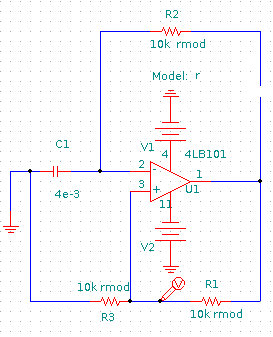 R2
10k rmod
Model: r
C1
V1
4
4LB101
2
-
1
4e-3
3
+
U1
11
V2
V
10k rmod
R1
R3
10k rmod